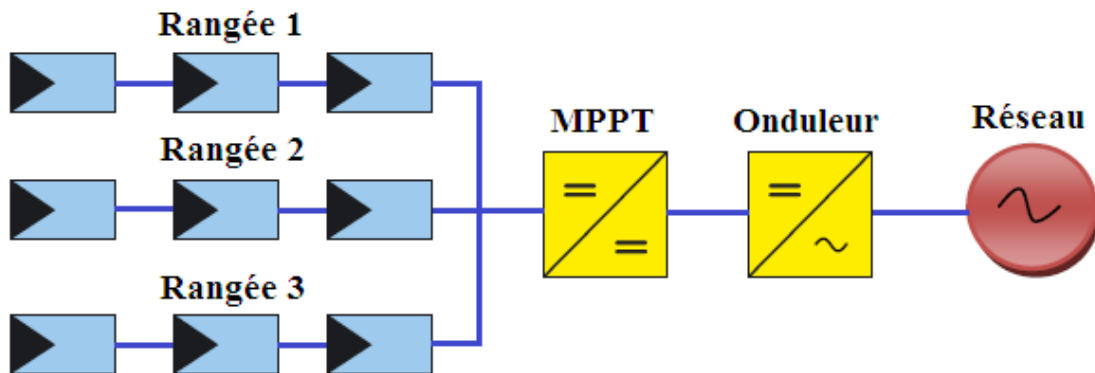 Rangée 1
Rangée 2
Rangée 3
MPPT
Onduleur
Réseau